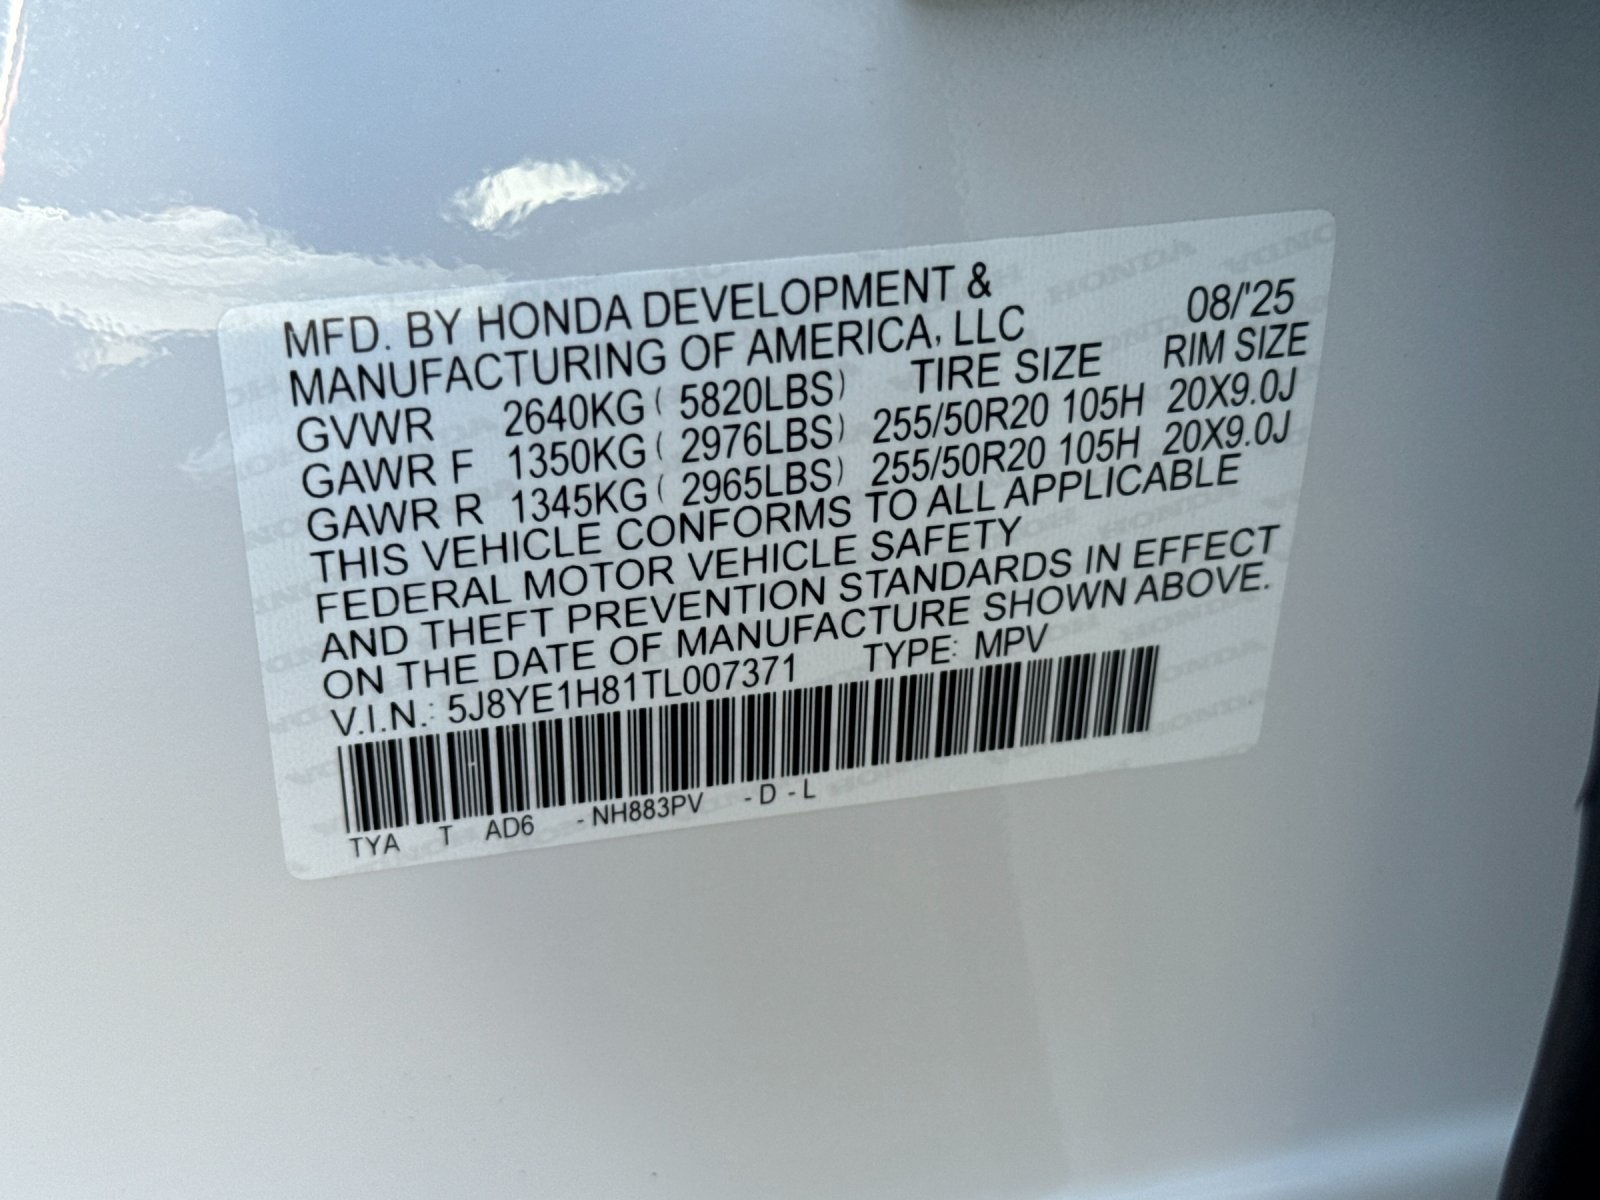 MFD. BY HONDA DEVELOPMENT &
MANUFACTURING OF AMERICA, LLC 08/'25
GVWR 2640KG ( 5820LBS) TIRE SIZE RIM SIZE
GAWR F 1350KG ( 2976LBS) 255/50R20 105H 20X9.0J
GAWR R 1345KG ( 2965LBS) 255/50R20 105H 20X9.0J
THIS VEHICLE CONFORMS TO ALL APPLICABLE
FEDERAL MOTOR VEHICLE SAFETY
AND THEFT PREVENTION STANDARDS IN EFFECT
ON THE DATE OF MANUFACTURE SHOWN ABOVE.
V.I.N.: 5J8YE1H81TL007371 TYPE: MPV
TYA T AD6 -NH883PV -D -L